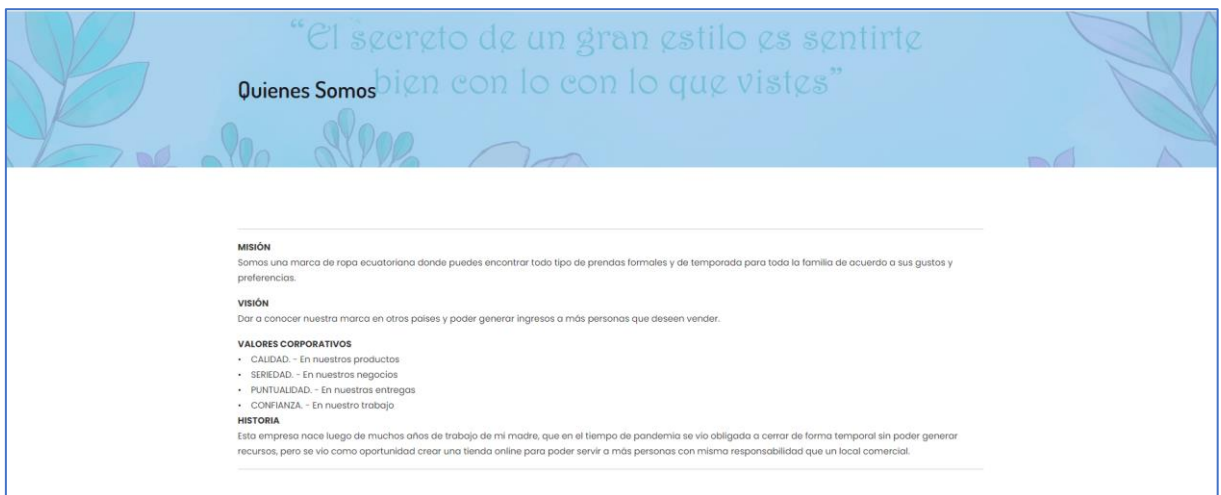 “El secreto de un gran estilo es sentirte
bien con lo con lo que vistes”
Quienes Somos
MISIÓN
Somos una marca de ropa ecuatoriana donde puedes encontrar todo tipo de prendas formales y de temporada para toda la familia de acuerdo a sus gustos y
preferencias.
VISIÓN
Dar a conocer nuestra marca en otros paises y poder generar ingresos a más personas que deseen vender.
VALORES CORPORATIVOS
• CALIDAD. - En nuestros productos
• SERIEDAD. - En nuestros negocios
• PUNTUALIDAD. - En nuestras entregas
• CONFIANZA. - En nuestro trabajo
HISTORIA
Esta empresa nace luego de muchos años de trabajo de mi madre, que en el tiempo de pandemia se vio obligada a cerrar de forma temporal sin poder generar
recursos, pero se vio como oportunidad crear una tienda online para poder servir a más personas con misma responsabilidad que un local comercial.